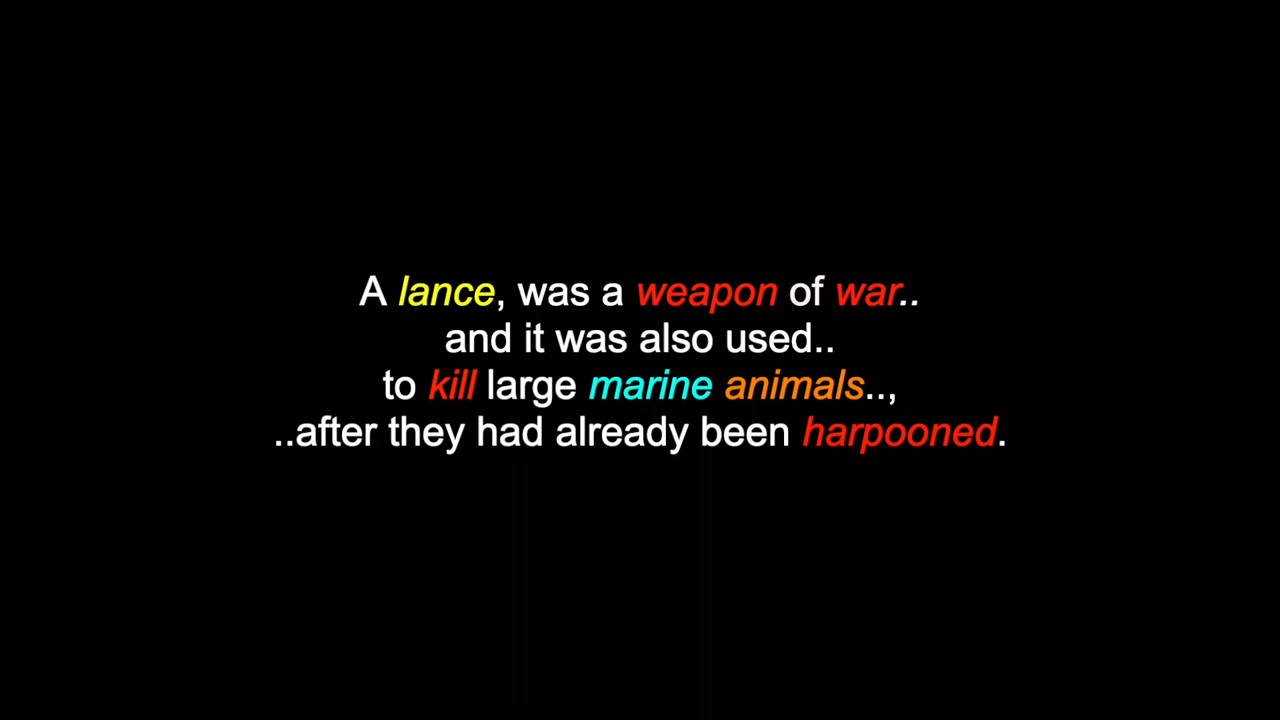 A lance, was a weapon of war..
and it was also used..
to kill large marine animals..,
..after they had already been harpooned.